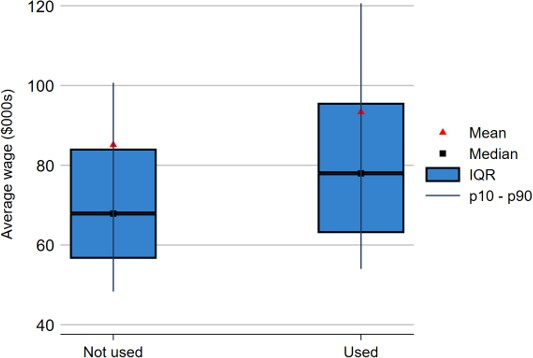 120
100
80
60
40
Average wage ($000s)
Not used
Used
Mean
Median
IQR
p10 - p90